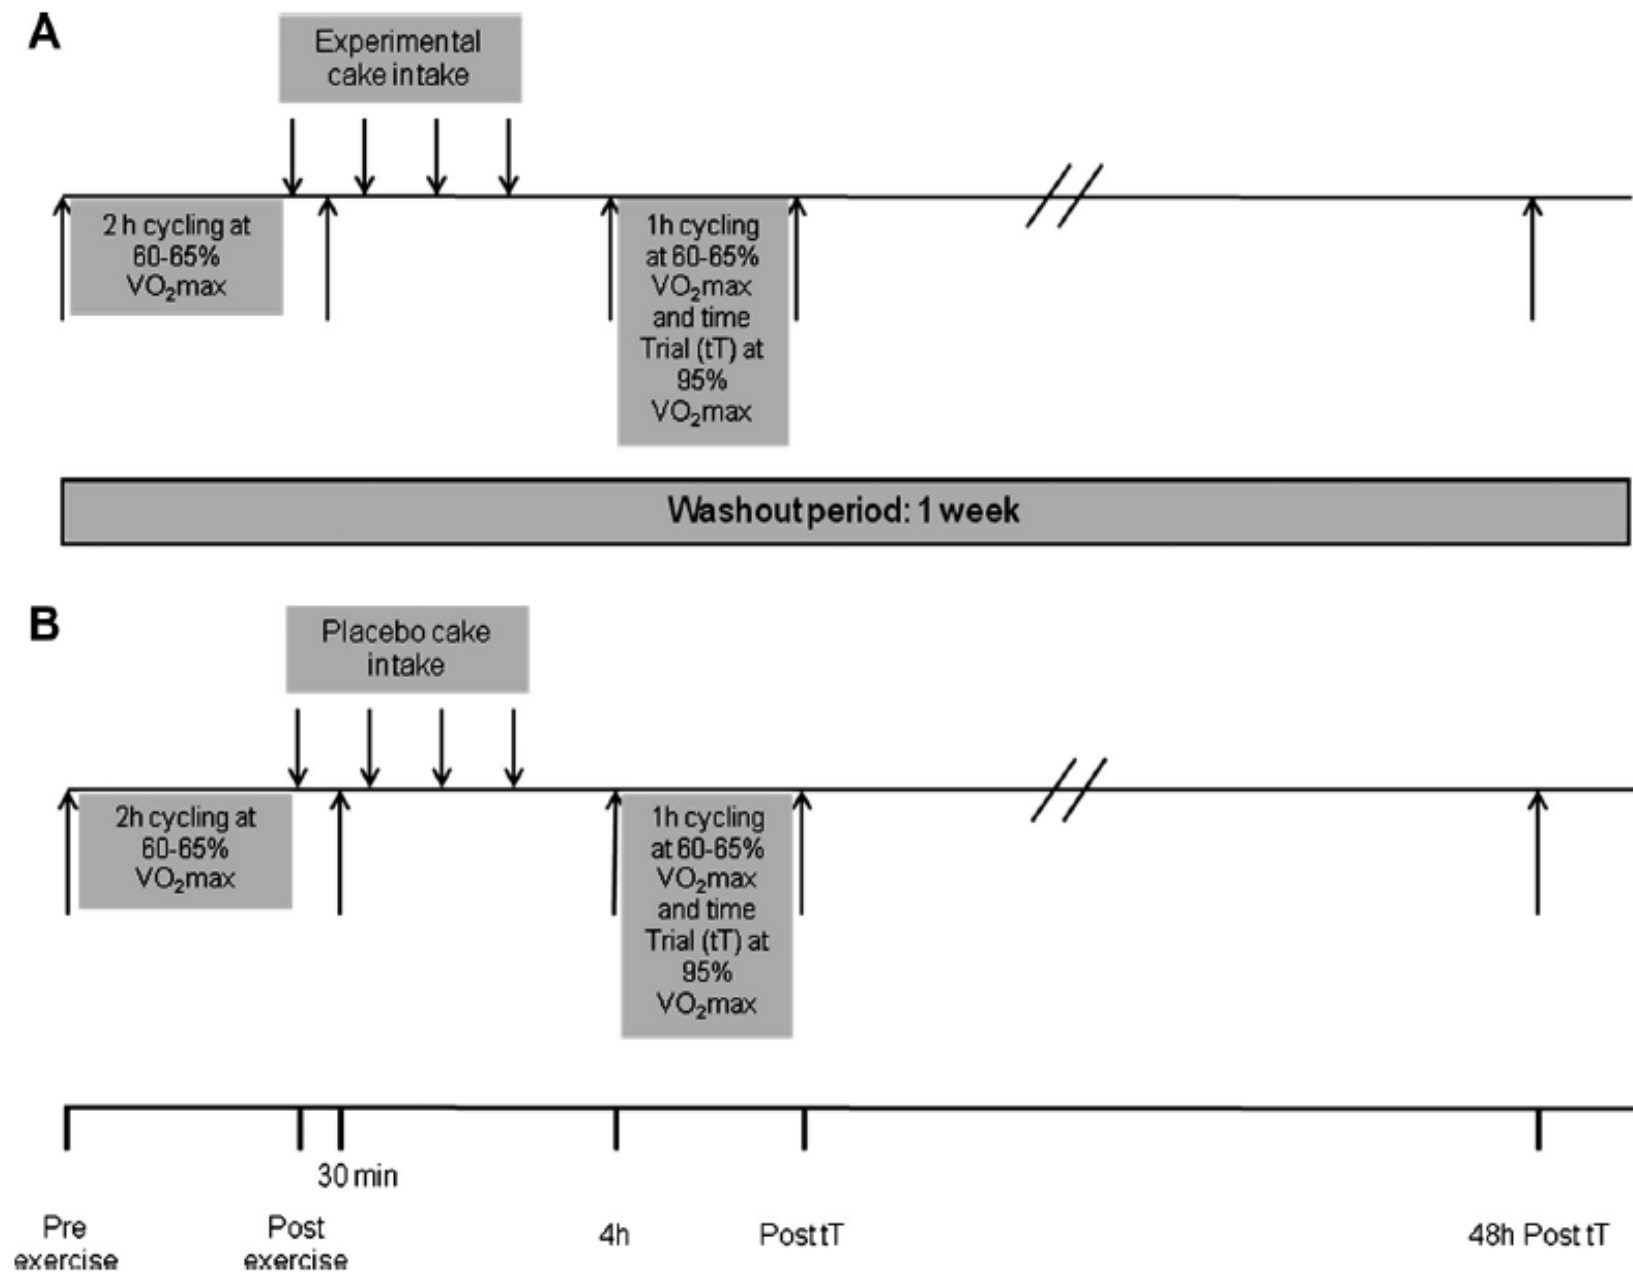 A
Experimental
cake intake
2 h cycling at
60-65%
VO₂max
1h cycling
at 60-65%
VO₂max
and time
Trial (tT) at
95%
VO₂max
Washout period: 1 week
B
Placebo cake
intake
2h cycling at
60-65%
VO₂max
1h cycling
at 60-65%
VO₂max
and time
Trial (tT) at
95%
VO₂max
30 min
Pre
exercise
Post
exercise
4h
Post tT
48h Post tT